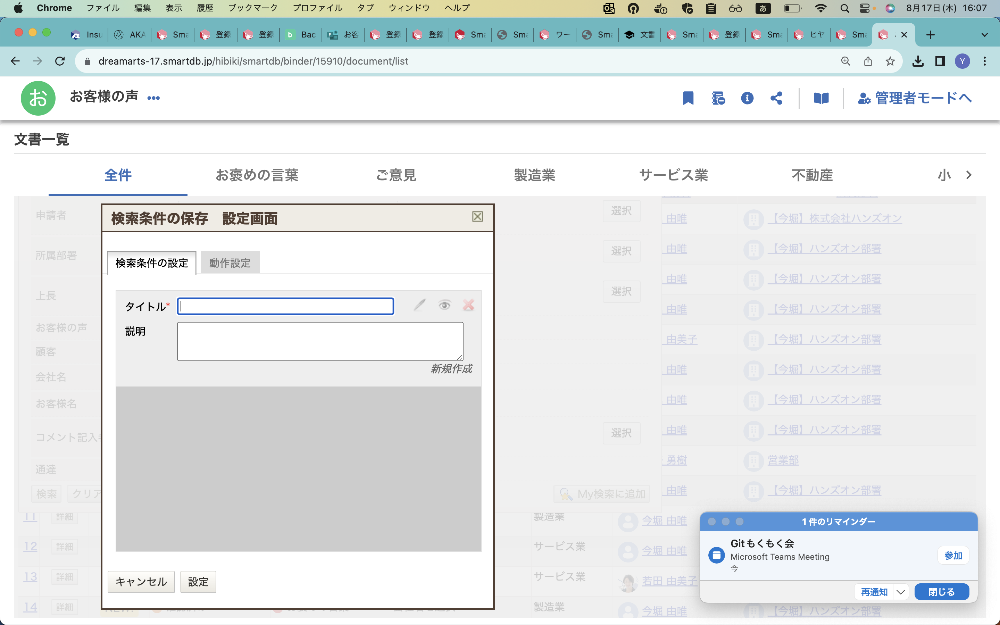 Chrome ファイル 編集 表示 履歴 ブックマーク プロファイル タブ ウィンドウ ヘルプ あ 8月17日(木) 16:07
Insu AKA Sma 登録 登録 b Bac お客 登録 登録 Sma Sma ワー Sma 文書 Sma 登録 Sma ヒヤ Sma
dreamarts-17.smartdb.jp/hibiki/smartdb/binder/15910/document/list Y
お お客様の声 ••• 管理者モードへ
文書一覧
全件 お褒めの言葉 ご意見 製造業 サービス業 不動産 小
申請者 選択 由唯 【今堀】株式会社ハンズオン
検索条件の保存 設定画面
所属部署 選択 由唯 【今堀】ハンズオン部署
検索条件の設定 動作設定
由唯 【今堀】ハンズオン部署
上長 選択
タイトル* 由唯 【今堀】ハンズオン部署
お客様の声 説明 由美子 【今堀】ハンズオン部署
顧客
新規作成 由唯 【今堀】ハンズオン部署
会社名
お客様名 由唯 【今堀】ハンズオン部署
コメント記入 選択 由唯 【今堀】ハンズオン部署
勇樹 営業部
通達
検索 クリア My検索に追加 由唯 【今堀】ハンズオン部署
11 詳細 製造業 今堀 由唯
12 詳細 サービス業 今堀 由唯
13 詳細 サービス業 若田 由美子
キャンセル 設定
14 詳細 NEW! 製造業 今堀 由唯 【今堀】ハンズオン部署
1件のリマインダー
Git もくもく会
Microsoft Teams Meeting
今
参加
再通知 閉じる